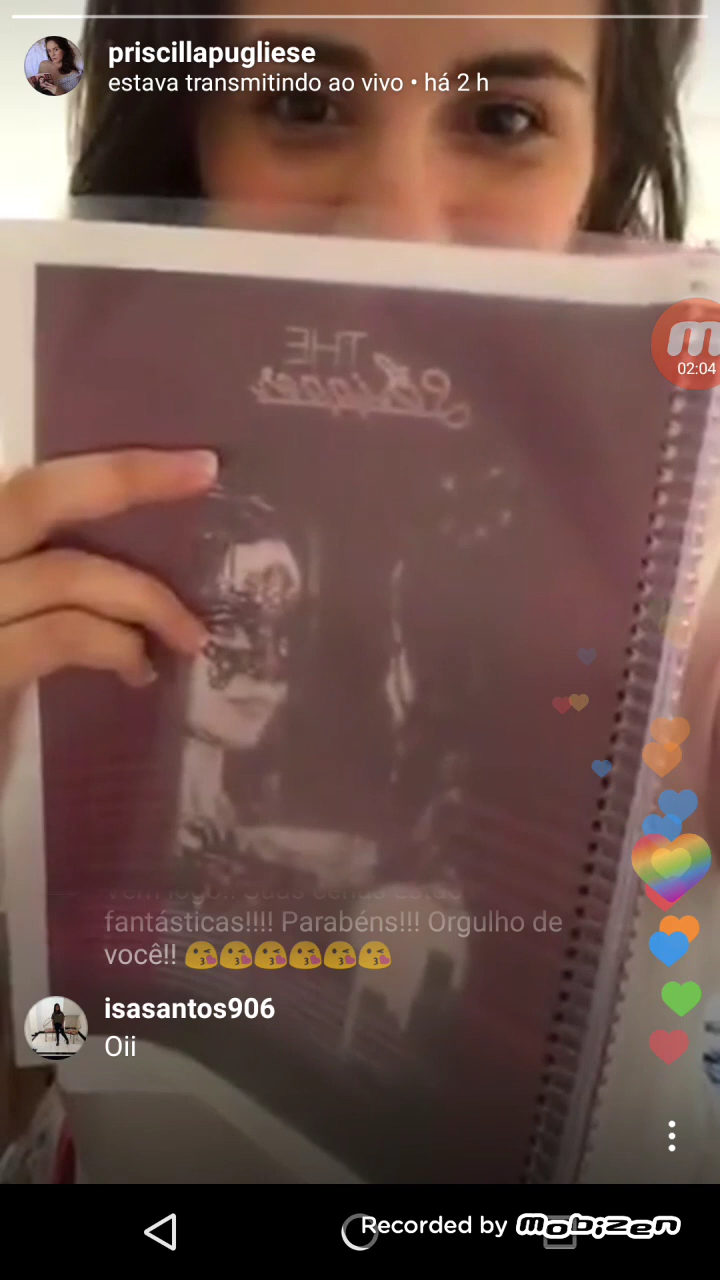 priscillapugliese
estava transmitindo ao vivo • há 2 h
THE
02:04
fantásticas!!!! Parabéns!!! Orgulho de
você!! 😘😘😘😘😘😘
isasantos906
Oii
Recorded by mobizen